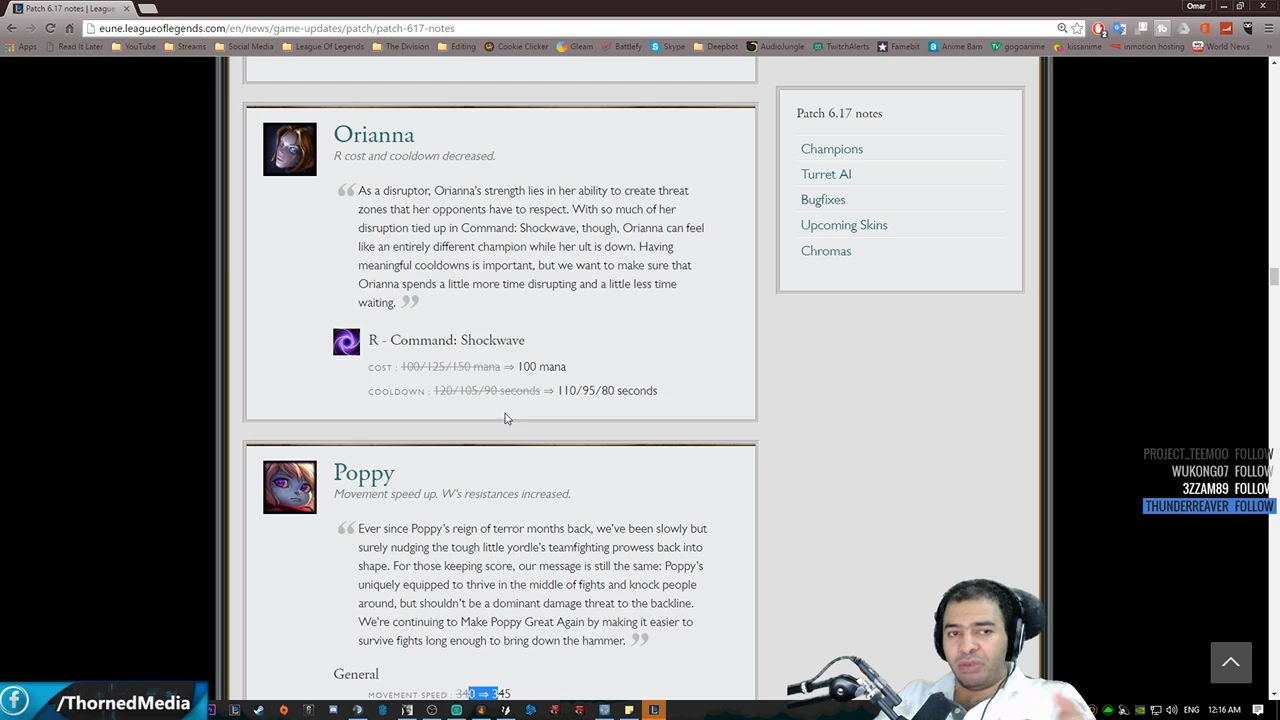 Patch 6.17 notes | Leagu
Omar
eune.leagueoflegends.com/en/news/game-updates/patch/patch-617-notes
Apps Read It Later YouTube Streams Social Media League Of Legends The Division Editing Cookie Clicker Gleam Battlefy Skype Deepbot AudioJungle TwitchAlerts Famebit Anime Bam gogoanime kissanime inmotion hosting World News
Orianna
R cost and cooldown decreased.
As a disruptor, Orianna's strength lies in her ability to create threat
zones that her opponents have to respect. With so much of her
disruption tied up in Command: Shockwave, though, Orianna can feel
like an entirely different champion while her ult is down. Having
meaningful cooldowns is important, but we want to make sure that
Orianna spends a little more time disrupting and a little less time
waiting.
R - Command: Shockwave
COST : 100/125/150 mana ⇒ 100 mana
COOLDOWN : 120/105/90 seconds ⇒ 110/95/80 seconds
Poppy
Movement speed up. W's resistances increased.
Ever since Poppy's reign of terror months back, we've been slowly but
surely nudging the tough little yordle's teamfighting prowess back into
shape. For those keeping score, our message is still the same: Poppy's
uniquely equipped to thrive in the middle of fights and knock people
around, but shouldn't be a dominant damage threat to the backline.
We're continuing to Make Poppy Great Again by making it easier to
survive fights long enough to bring down the hammer.
General
MOVEMENT SPEED : 340 ⇒ 345
Patch 6.17 notes
Champions
Turret AI
Bugfixes
Upcoming Skins
Chromas
PROJECT_TEEMOO FOLLOW
WUKONG07 FOLLOW
3ZZAM89 FOLLOW
THUNDERREAVER FOLLOW
/ThornedMedia
ENG 12:16 AM